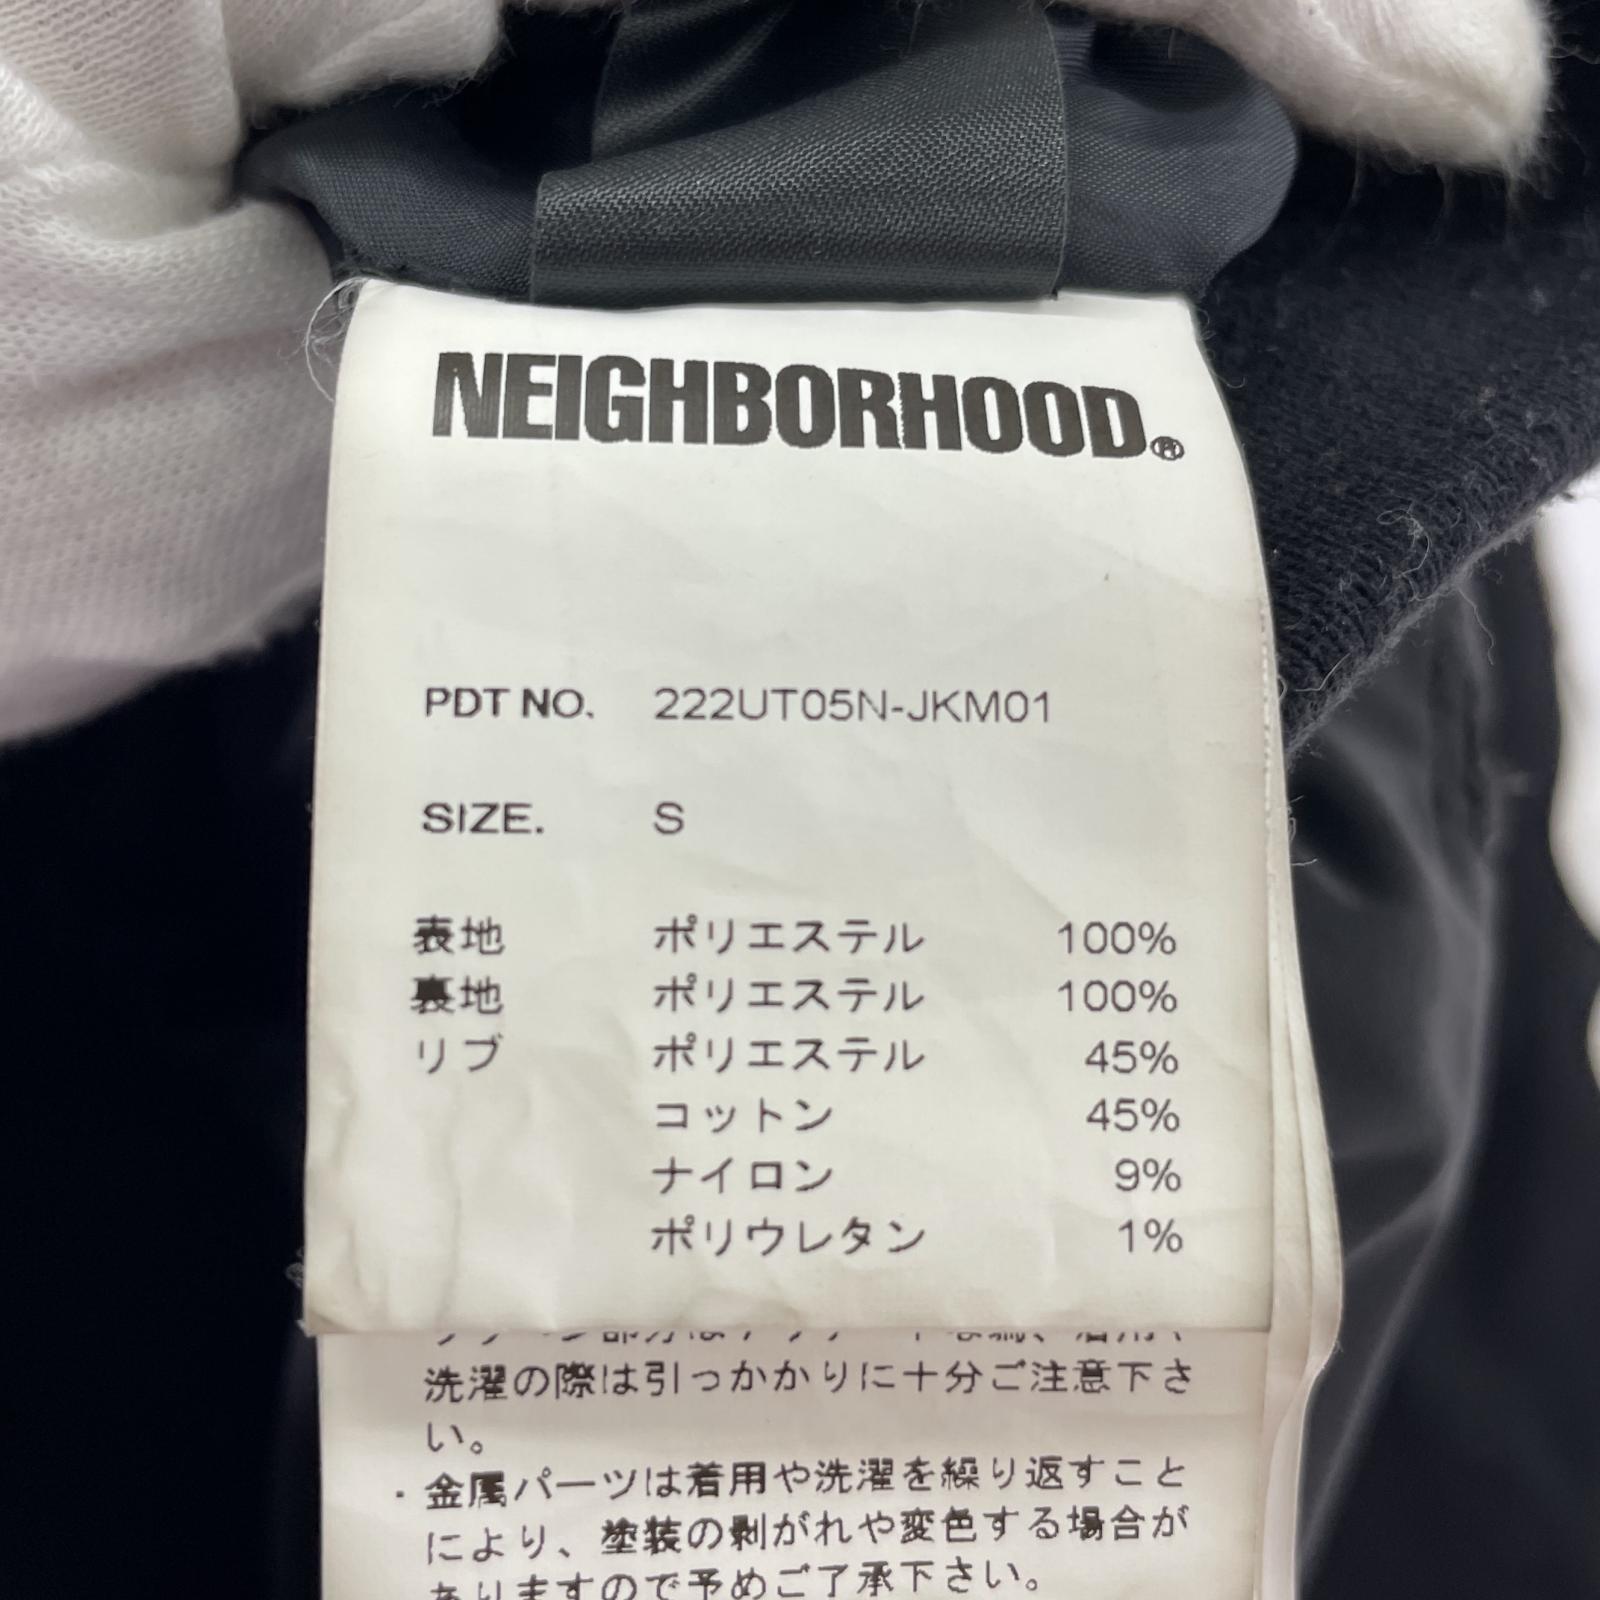 NEIGHBORHOOD®
PDT NO. 222UT05N-JKM01
SIZE. S
表地 ポリエステル 100%
裏地 ポリエステル 100%
リブ ポリエステル 45%
コットン 45%
ナイロン 9%
ポリウレタン 1%
洗濯の際は引っかかりに十分ご注意下さ
い。
・金属パーツは着用や洗濯を繰り返すこと
により、塗装の剥がれや変色する場合が
ありますので予めご了承下さい。